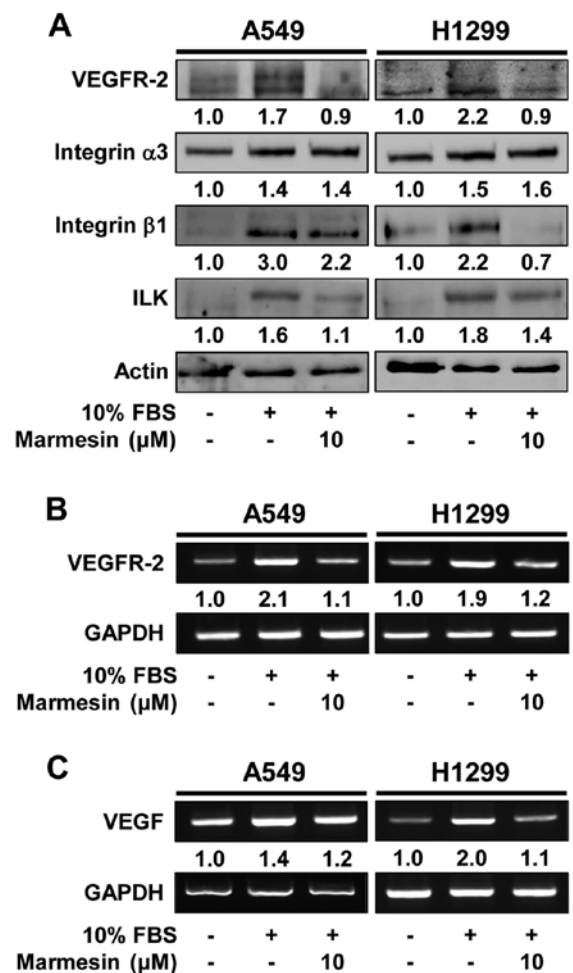 A
A549 H1299
VEGFR-2
1.0 1.7 0.9 1.0 2.2 0.9
Integrin α3
1.0 1.4 1.4 1.0 1.5 1.6
Integrin β1
1.0 3.0 2.2 1.0 2.2 0.7
ILK
1.0 1.6 1.1 1.0 1.8 1.4
Actin
10% FBS - + + - + +
Marmesin (µM) - - 10 - - 10
B
A549 H1299
VEGFR-2
1.0 2.1 1.1 1.0 1.9 1.2
GAPDH
10% FBS - + + - + +
Marmesin (µM) - - 10 - - 10
C
A549 H1299
VEGF
1.0 1.4 1.2 1.0 2.0 1.1
GAPDH
10% FBS - + + - + +
Marmesin (µM) - - 10 - - 10